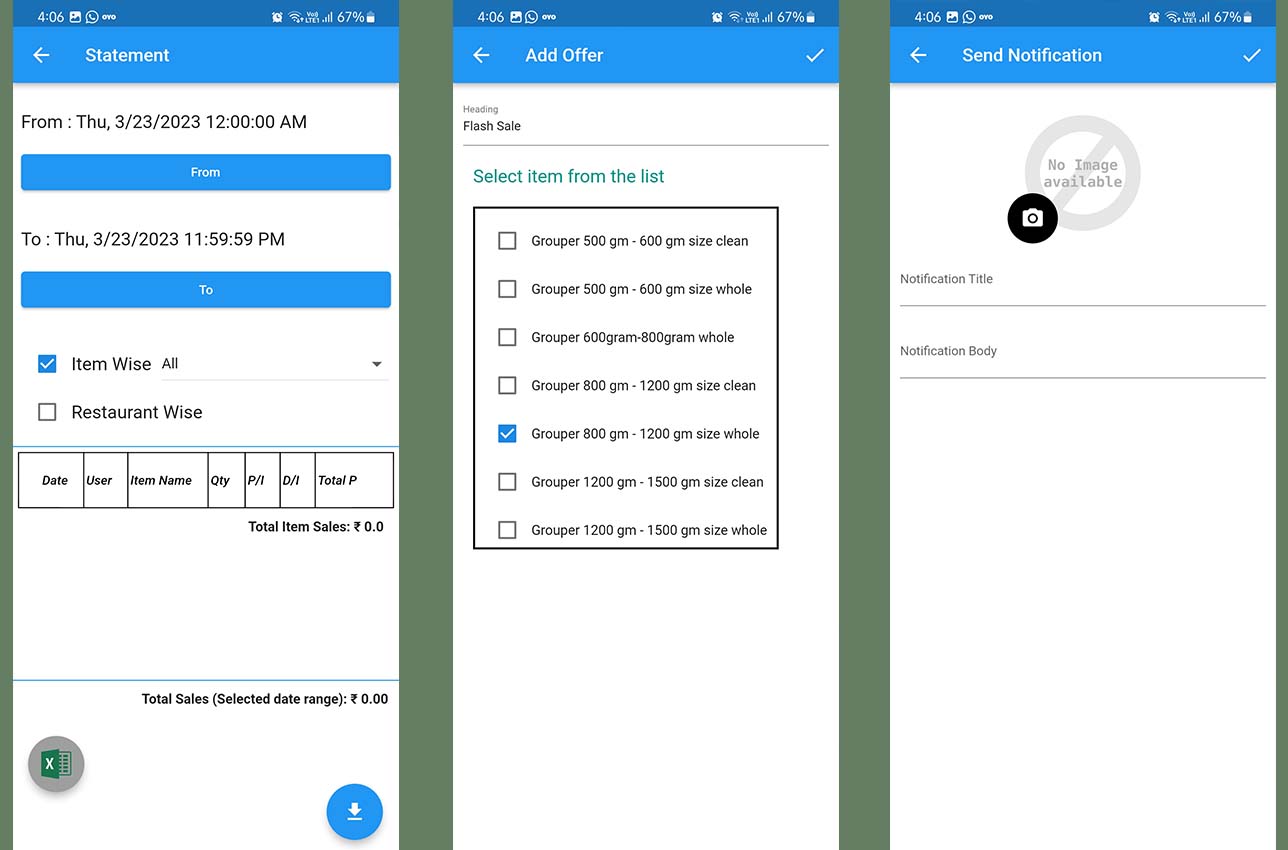 4:06 ovo Vo)) LTE1 67%
Statement
From : Thu, 3/23/2023 12:00:00 AM
From
To : Thu, 3/23/2023 11:59:59 PM
To
Item Wise All
Restaurant Wise
Date User Item Name Qty P/I D/I Total P
Total Item Sales: ₹ 0.0
Total Sales (Selected date range): ₹ 0.00
X
4:06 ovo Vo)) LTE1 67%
Add Offer
Heading
Flash Sale
Select item from the list
Grouper 500 gm - 600 gm size clean
Grouper 500 gm - 600 gm size whole
Grouper 600gram-800gram whole
Grouper 800 gm - 1200 gm size clean
Grouper 800 gm - 1200 gm size whole
Grouper 1200 gm - 1500 gm size clean
Grouper 1200 gm - 1500 gm size whole
4:06 ovo Vo)) LTE1 67%
Send Notification
No Image
available
Notification Title
Notification Body